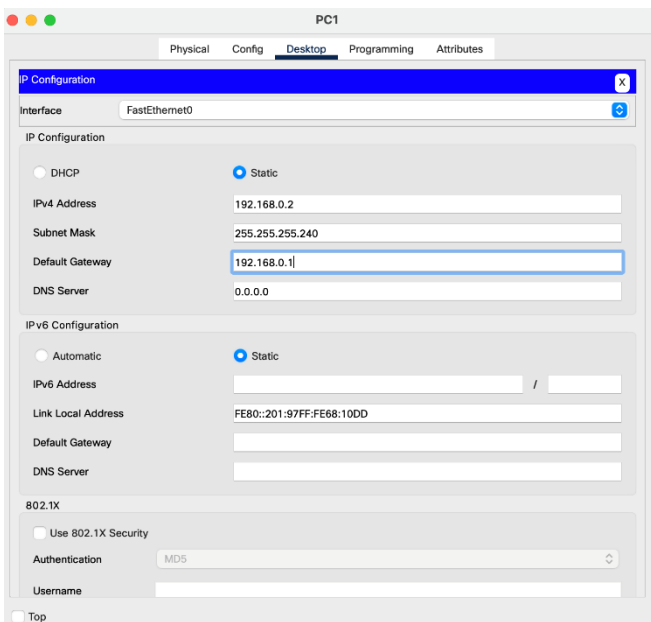 PC1
Physical Config Desktop Programming Attributes
IP Configuration X
Interface FastEthernet0
IP Configuration
DHCP Static
IPv4 Address 192.168.0.2
Subnet Mask 255.255.255.240
Default Gateway 192.168.0.1
DNS Server 0.0.0.0
IPv6 Configuration
Automatic Static
IPv6 Address /
Link Local Address FE80::201:97FF:FE68:10DD
Default Gateway
DNS Server
802.1X
Use 802.1X Security
Authentication MD5
Username
Top